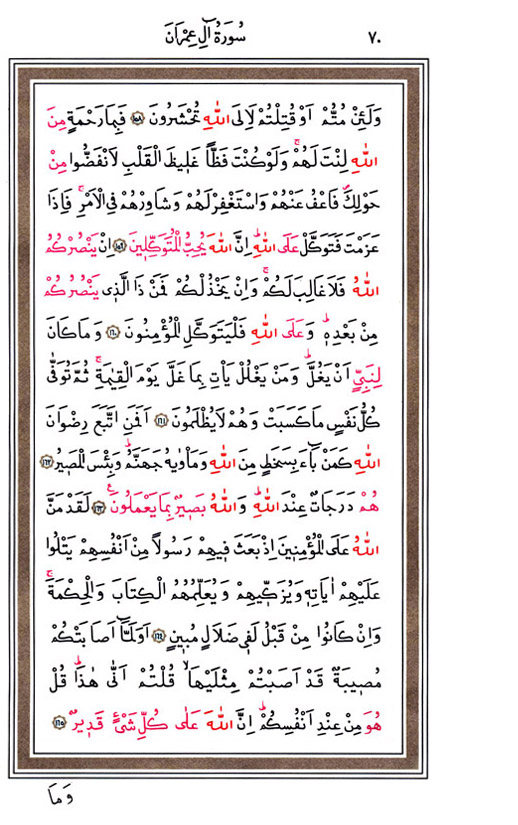 ٧٠
سُورَةُ اٰلِ عِمْرَانَ
وَلَئِنْ مُتُّمْ اَوْ قُتِلْتُمْ لَاِلَى اللّٰهِ تُحْشَرُونَ ﴿١٥٨﴾ فَبِمَا رَحْمَةٍ مِنَ
اللّٰهِ لِنْتَ لَهُمْۚ وَلَوْ كُنْتَ فَظًّا غَلِيظَ الْقَلْبِ لَانْفَضُّوا مِنْ
حَوْلِكَۖ فَاعْفُ عَنْهُمْ وَاسْتَغْفِرْ لَهُمْ وَشَاوِرْهُمْ فِي الْاَمْرِۚ فَاِذَا
عَزَمْتَ فَتَوَكَّلْ عَلَى اللّٰهِۜ اِنَّ اللّٰهَ يُحِبُّ الْمُتَوَكِّلِينَ ﴿١٥٩﴾ اِنْ يَنْصُرْكُمُ
اللّٰهُ فَلَا غَالِبَ لَكُمْۚ وَاِنْ يَخْذُلْكُمْ فَمَنْ ذَا الَّذِي يَنْصُرُكُمْ
مِنْ بَعْدِهِۜ وَعَلَى اللّٰهِ فَلْيَتَوَكَّلِ الْمُؤْمِنُونَ ﴿١٦٠﴾ وَمَا كَانَ
لِنَبِيٍّ اَنْ يَغُلَّۜ وَمَنْ يَغْلُلْ يَأْتِ بِمَا غَلَّ يَوْمَ الْقِيٰمَةِۚ ثُمَّ تُوَفّٰى
كُلُّ نَفْسٍ مَا كَسَبَتْ وَهُمْ لَا يُظْلَمُونَ ﴿١٦١﴾ اَفَمَنِ اتَّبَعَ رِضْوَانَ
اللّٰهِ كَمَنْ بَٓاءَ بِسَخَطٍ مِنَ اللّٰهِ وَمَأْوٰيهُ جَهَنَّمُۜ وَبِئْسَ الْمَصِيرُ ﴿١٦٢﴾
هُمْ دَرَجَاتٌ عِنْدَ اللّٰهِۜ وَاللّٰهُ بَصِيرٌ بِمَا يَعْمَلُونَ ﴿١٦٣﴾ لَقَدْ مَنَّ
اللّٰهُ عَلَى الْمُؤْمِنِينَ اِذْ بَعَثَ فِيهِمْ رَسُولًا مِنْ اَنْفُسِهِمْ يَتْلُوا
عَلَيْهِمْ اٰيَاتِهِ وَيُزَكِّيهِمْ وَيُعَلِّمُهُمُ الْكِتَابَ وَالْحِكْمَةَۚ
وَاِنْ كَانُوا مِنْ قَبْلُ لَفِي ضَلَالٍ مُبِينٍ ﴿١٦٤﴾ اَوَلَمَّٓا اَصَابَتْكُمْ
مُصِيبَةٌ قَدْ اَصَبْتُمْ مِثْلَيْهَاۙ قُلْتُمْ اَنّٰى هٰذَاۜ قُلْ
هُوَ مِنْ عِنْدِ اَنْفُسِكُمْۜ اِنَّ اللّٰهَ عَلٰى كُلِّ شَيْءٍ قَدِيرٌ ﴿١٦٥﴾
وَمَا